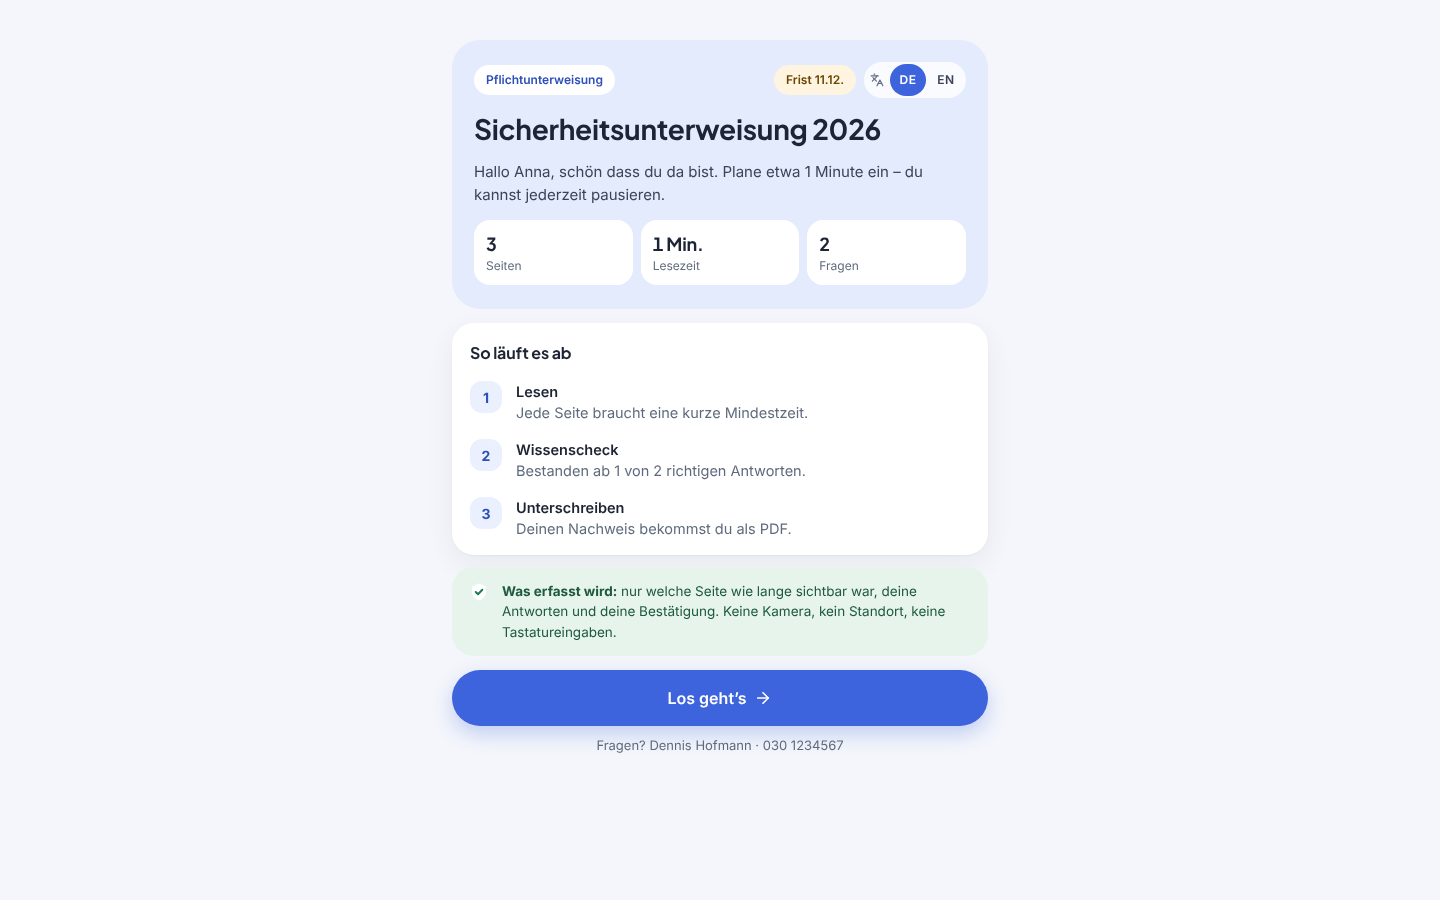 Pflichtunterweisung
Frist 11.12.
DE
EN
Sicherheitsunterweisung 2026
Hallo Anna, schön dass du da bist. Plane etwa 1 Minute ein – du
kannst jederzeit pausieren.
3
Seiten
1 Min.
Lesezeit
2
Fragen
So läuft es ab
1
Lesen
Jede Seite braucht eine kurze Mindestzeit.
2
Wissenscheck
Bestanden ab 1 von 2 richtigen Antworten.
3
Unterschreiben
Deinen Nachweis bekommst du als PDF.
Was erfasst wird: nur welche Seite wie lange sichtbar war, deine
Antworten und deine Bestätigung. Keine Kamera, kein Standort, keine
Tastatureingaben.
Los geht’s
Fragen? Dennis Hofmann · 030 1234567